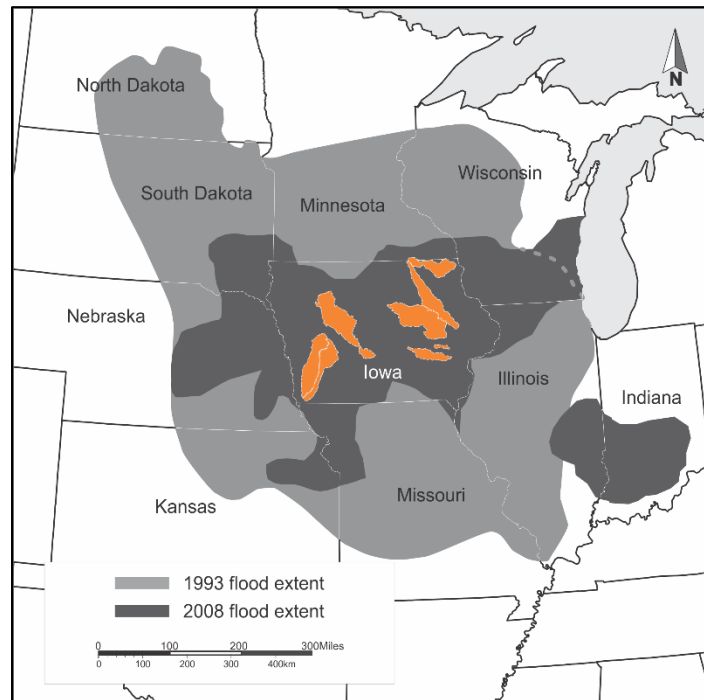 N
North Dakota
Wisconsin
South Dakota
Minnesota
Nebraska
Iowa
Illinois
Indiana
Missouri
Kansas
1993 flood extent
2008 flood extent
0 100 200 300Miles
0 100 200 400km